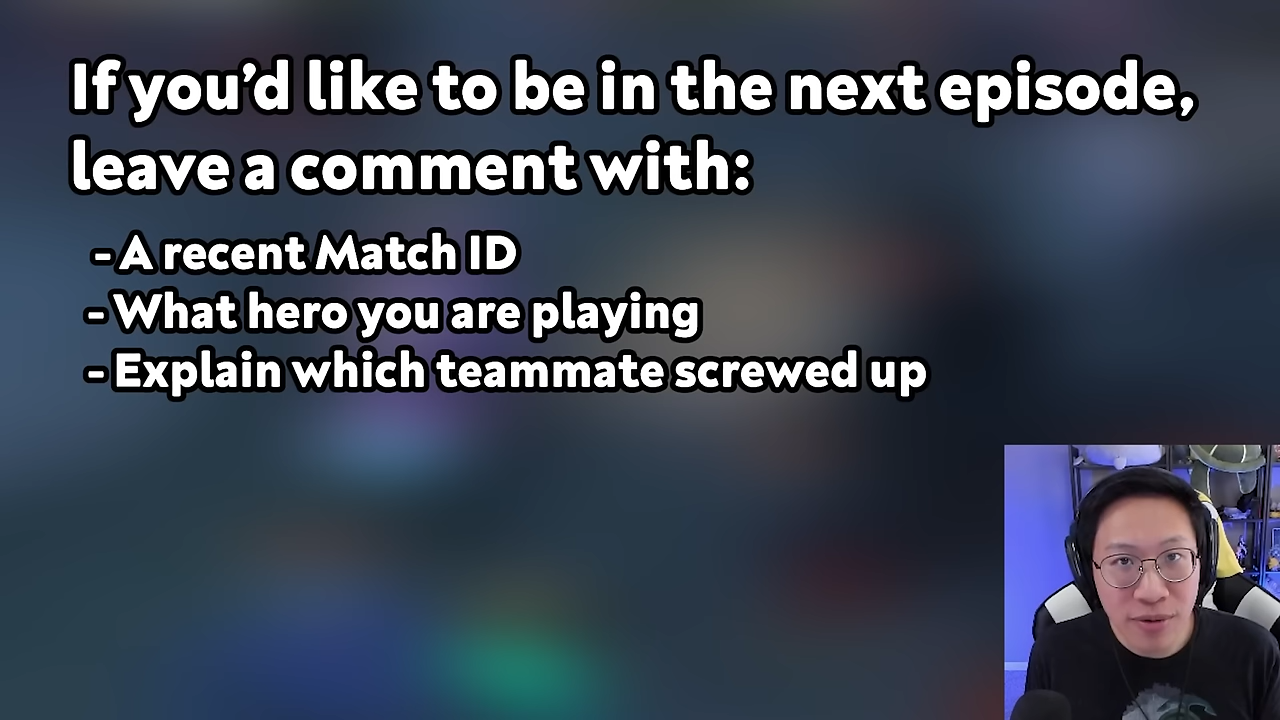 If you’d like to be in the next episode,
leave a comment with:
- A recent Match ID
- What hero you are playing
- Explain which teammate screwed up